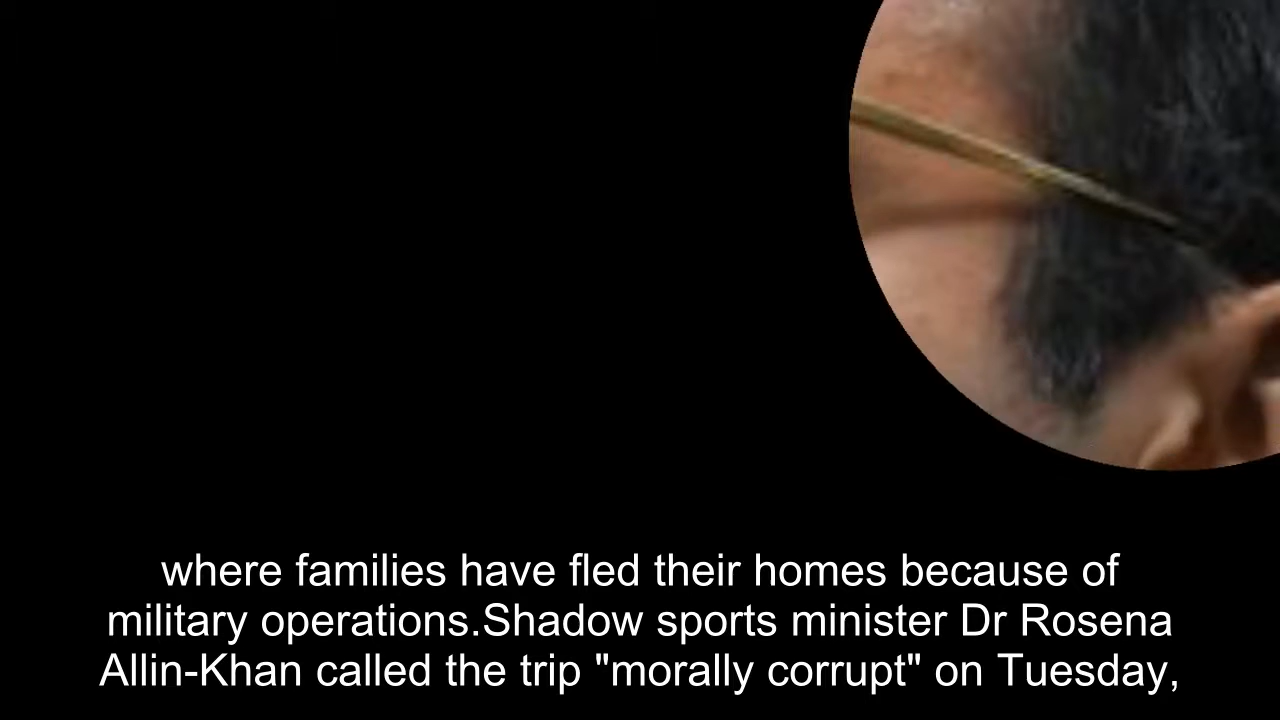 where families have fled their homes because of
military operations.Shadow sports minister Dr Rosena
Allin-Khan called the trip "morally corrupt" on Tuesday,